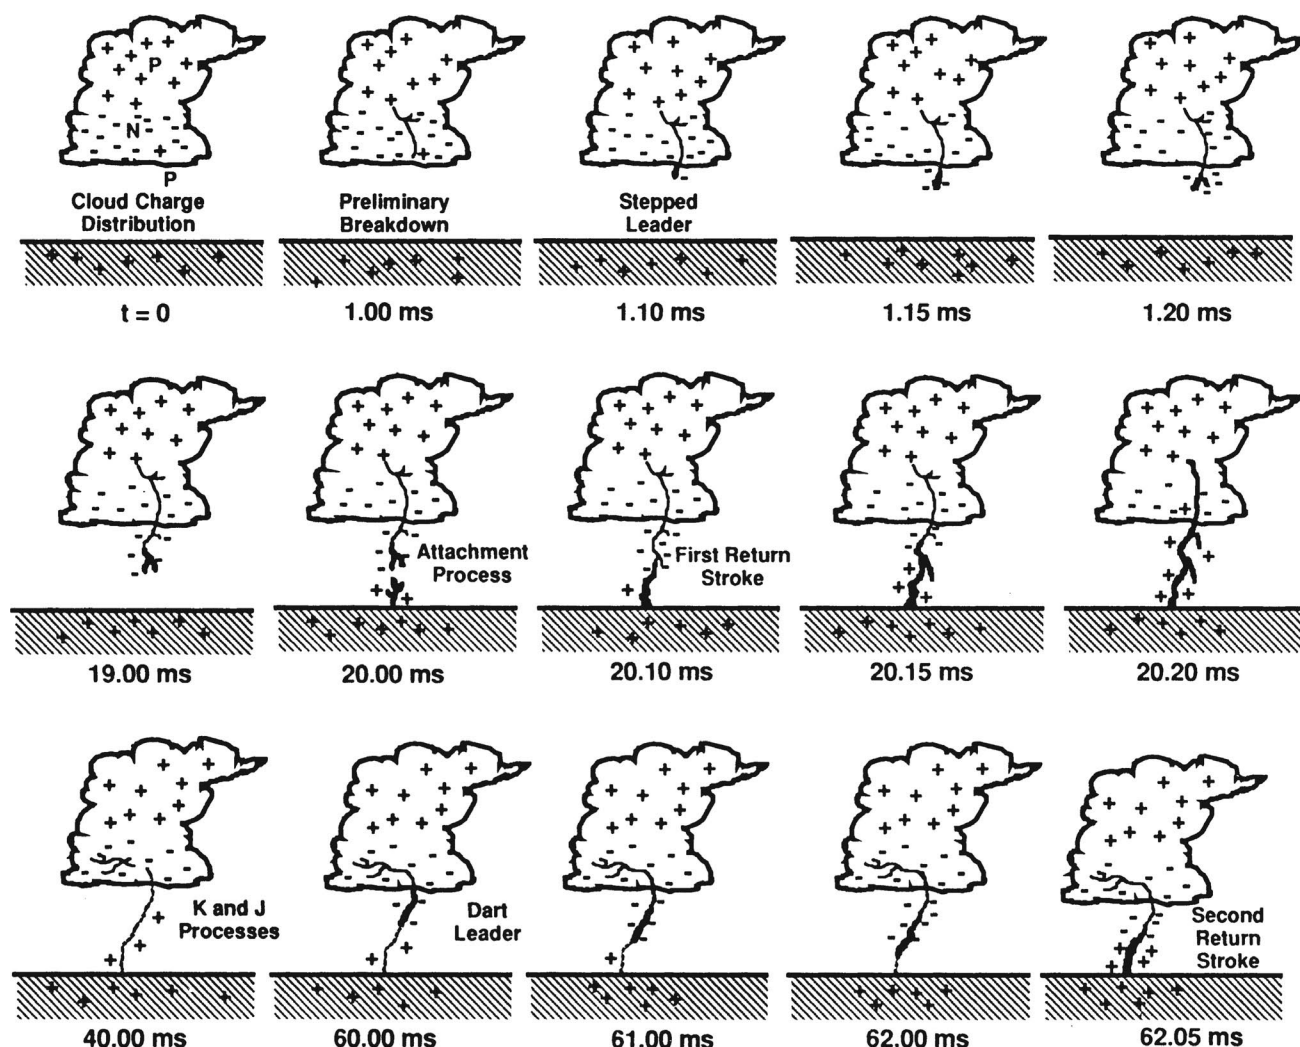 P
N
P
Cloud Charge
Distribution
Preliminary
Breakdown
Stepped
Leader
t = 0
1.00 ms
1.10 ms
1.15 ms
1.20 ms
Attachment
Process
First Return
Stroke
19.00 ms
20.00 ms
20.10 ms
20.15 ms
20.20 ms
K and J
Processes
Dart
Leader
Second
Return
Stroke
40.00 ms
60.00 ms
61.00 ms
62.00 ms
62.05 ms